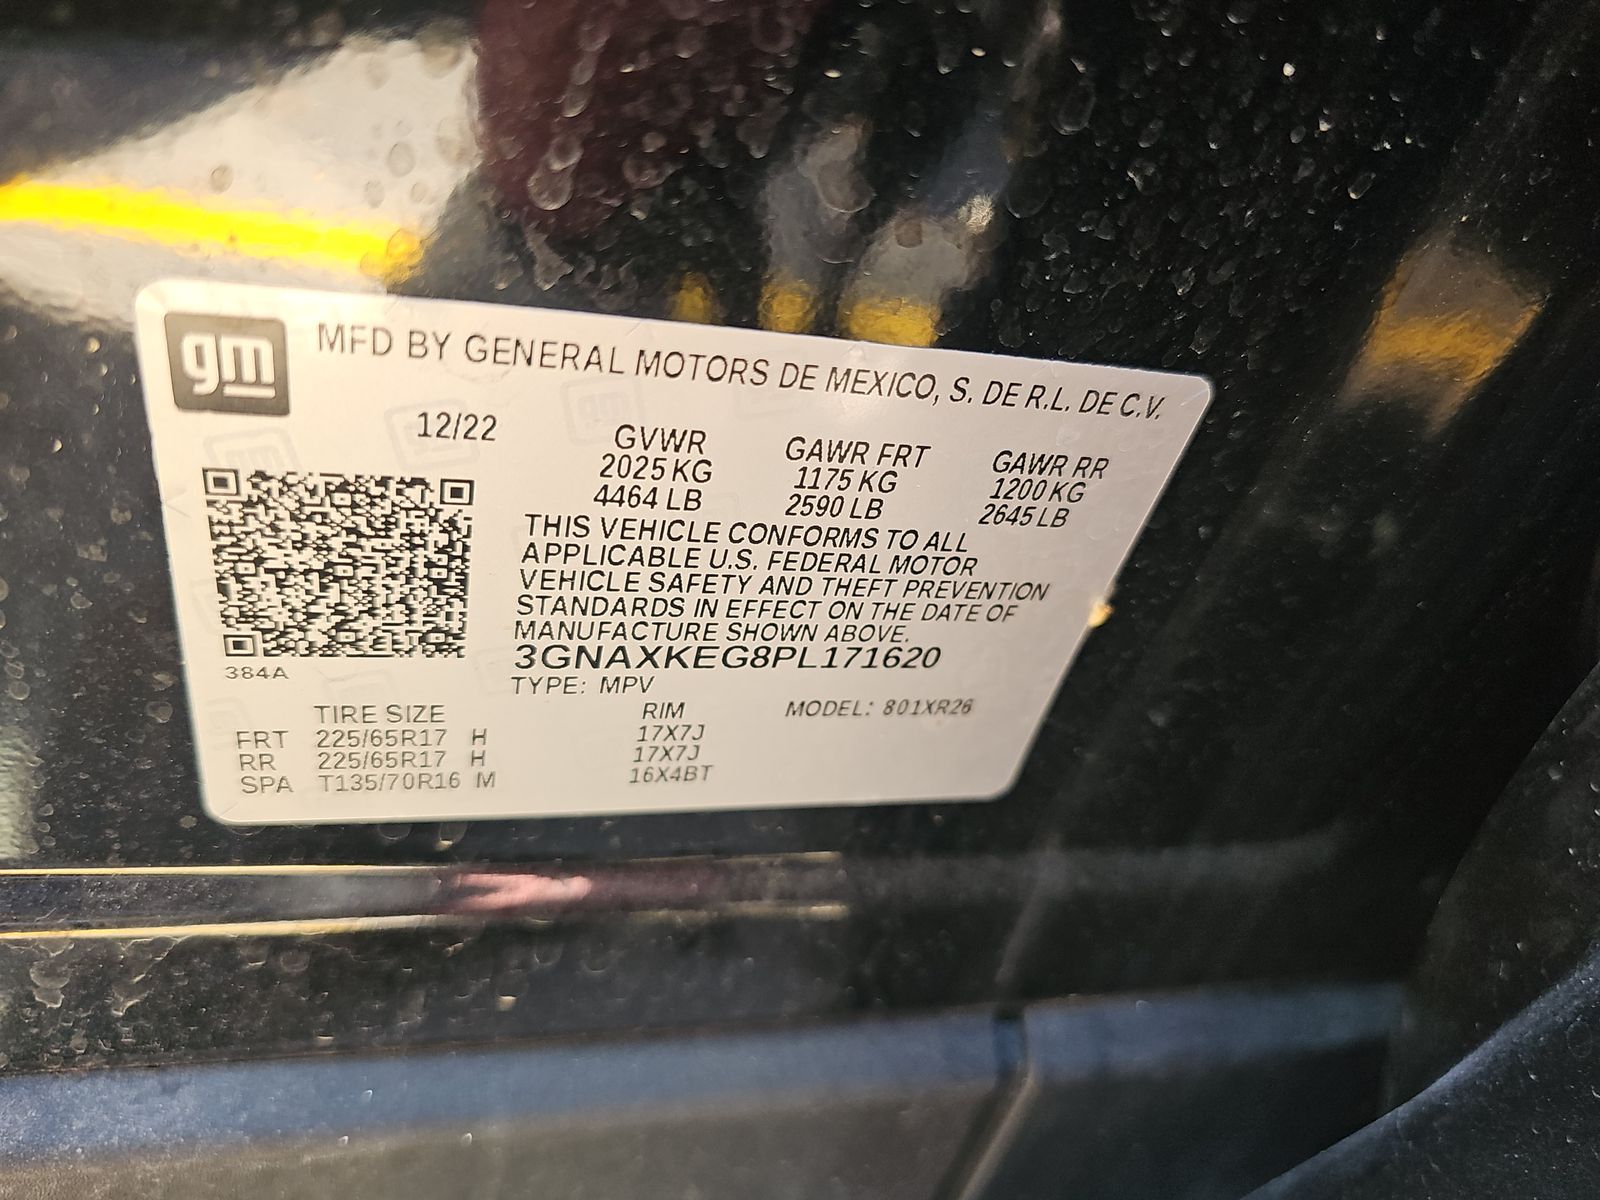 gm MFD BY GENERAL MOTORS DE MEXICO, S. DE R.L. DE C.V.
12/22
GVWR GAWR FRT GAWR RR
2025 KG 1175 KG 1200 KG
4464 LB 2590 LB 2645 LB
THIS VEHICLE CONFORMS TO ALL
APPLICABLE U.S. FEDERAL MOTOR
VEHICLE SAFETY AND THEFT PREVENTION
STANDARDS IN EFFECT ON THE DATE OF
MANUFACTURE SHOWN ABOVE.
3GNAXKEG8PL171620
384A
TYPE: MPV
TIRE SIZE RIM MODEL: 801XR26
FRT 225/65R17 H 17X7J
RR 225/65R17 H 17X7J
SPA T135/70R16 M 16X4BT